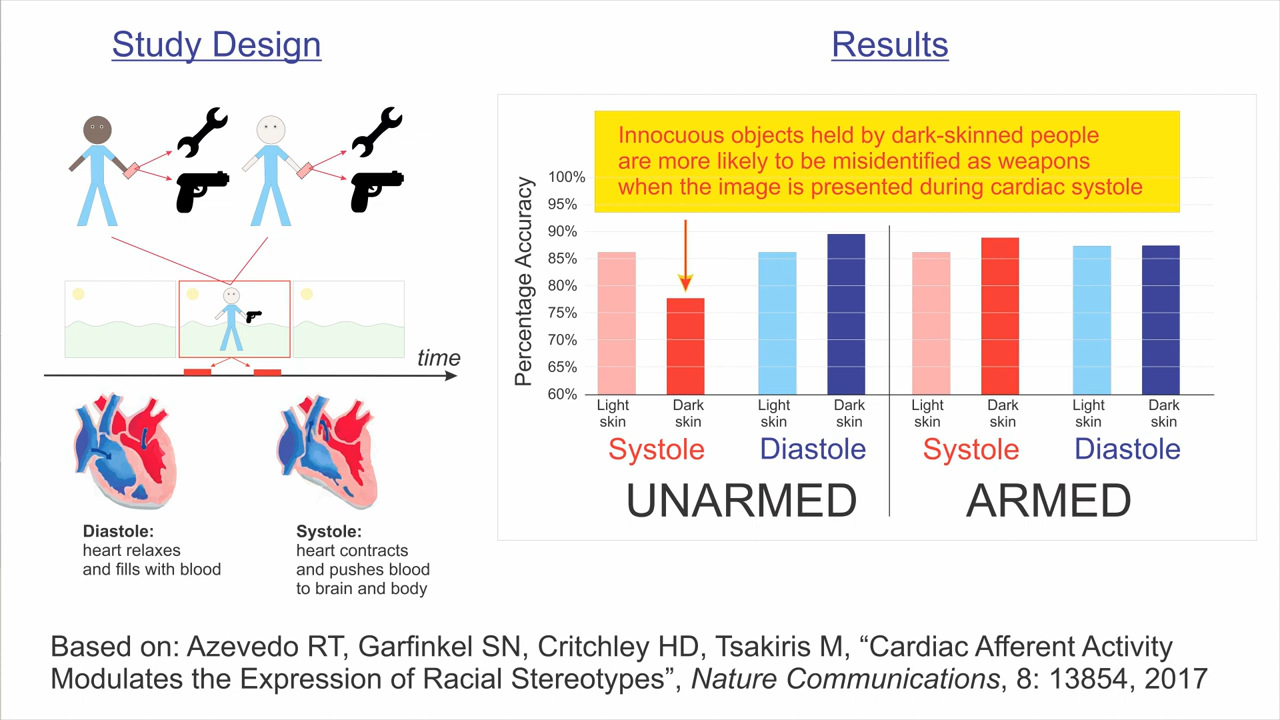 Study Design
time
Diastole:
heart relaxes
and fills with blood
Systole:
heart contracts
and pushes blood
to brain and body
Results
Innocuous objects held by dark-skinned people
are more likely to be misidentified as weapons
when the image is presented during cardiac systole
Percentage Accuracy
100%
95%
90%
85%
80%
75%
70%
65%
60%
Light skin
Dark skin
Light skin
Dark skin
Light skin
Dark skin
Light skin
Dark skin
Systole
Diastole
Systole
Diastole
UNARMED
ARMED
Based on: Azevedo RT, Garfinkel SN, Critchley HD, Tsakiris M, “Cardiac Afferent Activity
Modulates the Expression of Racial Stereotypes”, Nature Communications, 8: 13854, 2017